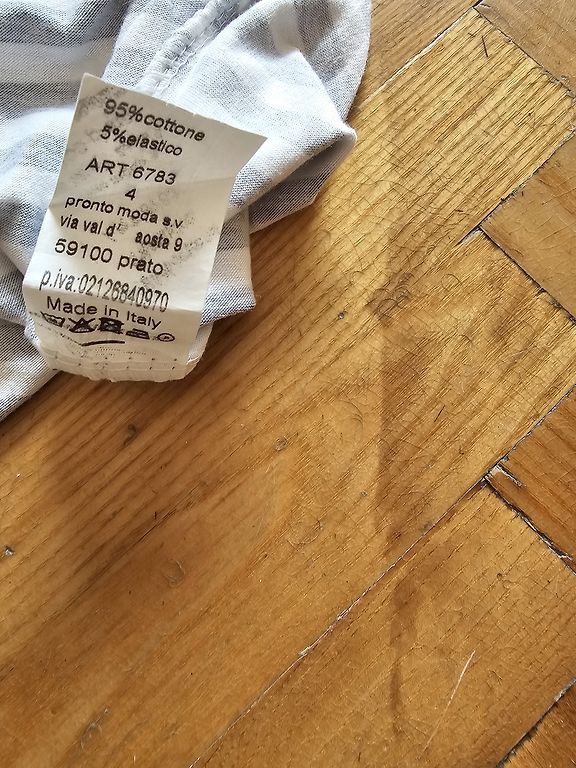 95%cottone
5%elastico
ART 6783
4
pronto moda s.v
via val d' aosta 9
59100 prato
p.iva:02126840970
Made in Italy